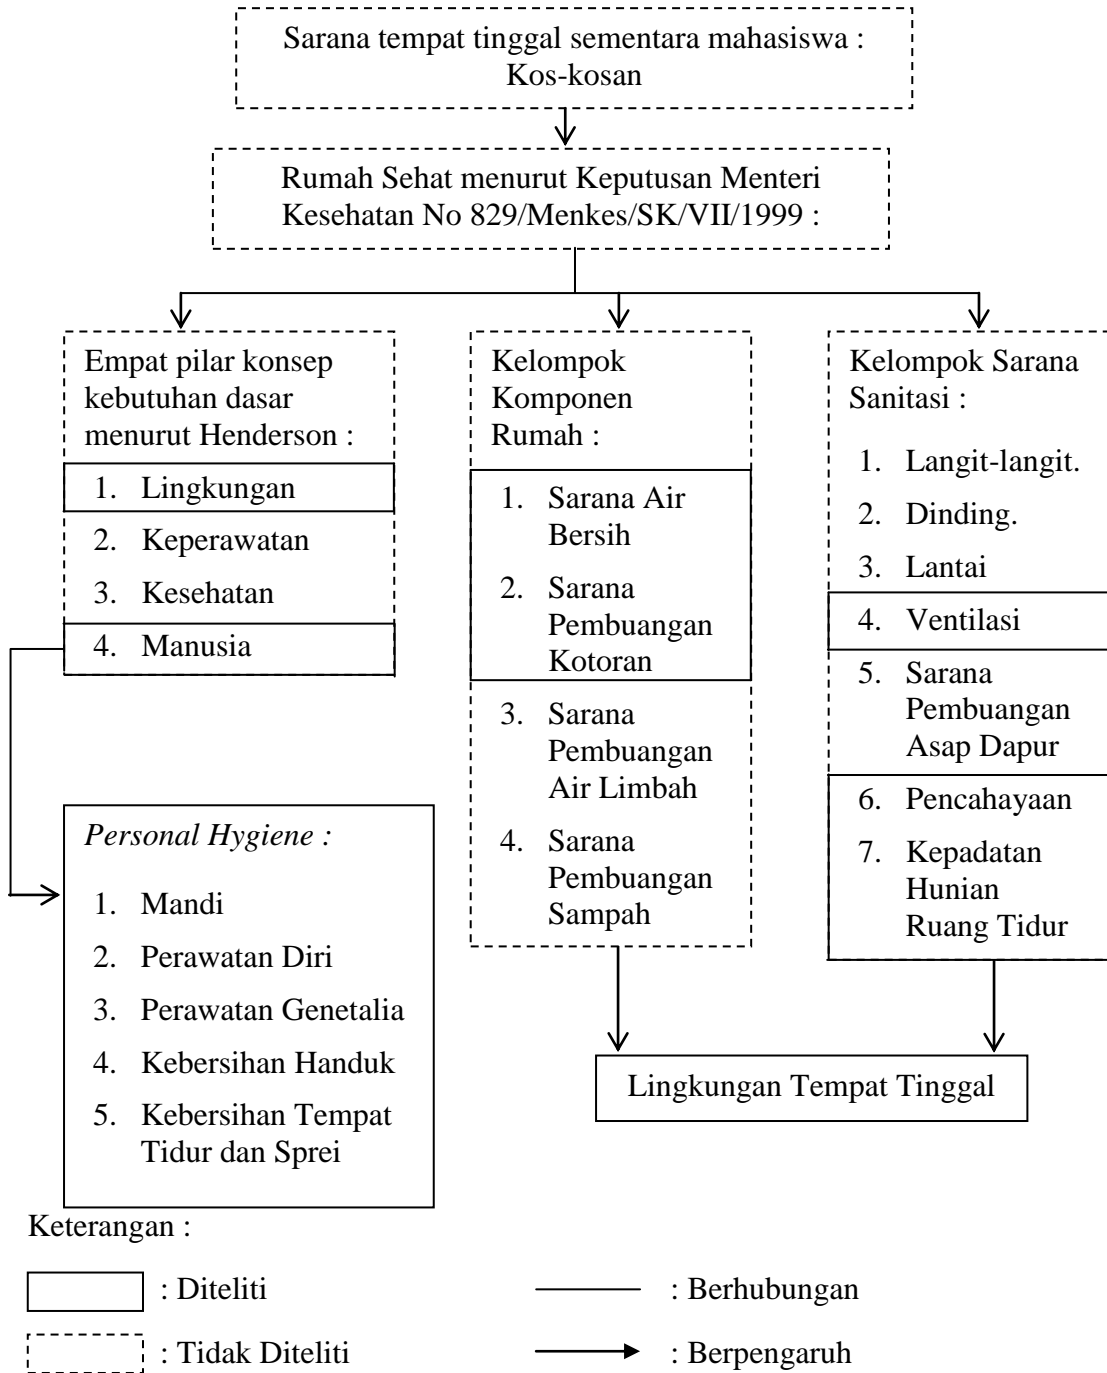 Sarana tempat tinggal sementara mahasiswa :
Kos-kosan
Rumah Sehat menurut Keputusan Menteri
Kesehatan No 829/Menkes/SK/VII/1999 :
Empat pilar konsep
kebutuhan dasar
menurut Henderson :
1. Lingkungan
2. Keperawatan
3. Kesehatan
4. Manusia
Kelompok
Komponen
Rumah :
1. Sarana Air
Bersih
2. Sarana
Pembuangan
Kotoran
3. Sarana
Pembuangan
Air Limbah
4. Sarana
Pembuangan
Sampah
Kelompok Sarana
Sanitasi :
1. Langit-langit.
2. Dinding.
3. Lantai
4. Ventilasi
5. Sarana
Pembuangan
Asap Dapur
6. Pencahayaan
7. Kepadatan
Hunian
Ruang Tidur
Personal Hygiene :
1. Mandi
2. Perawatan Diri
3. Perawatan Genetalia
4. Kebersihan Handuk
5. Kebersihan Tempat
Tidur dan Sprei
Lingkungan Tempat Tinggal
Keterangan :
: Diteliti
: Berhubungan
: Tidak Diteliti
: Berpengaruh